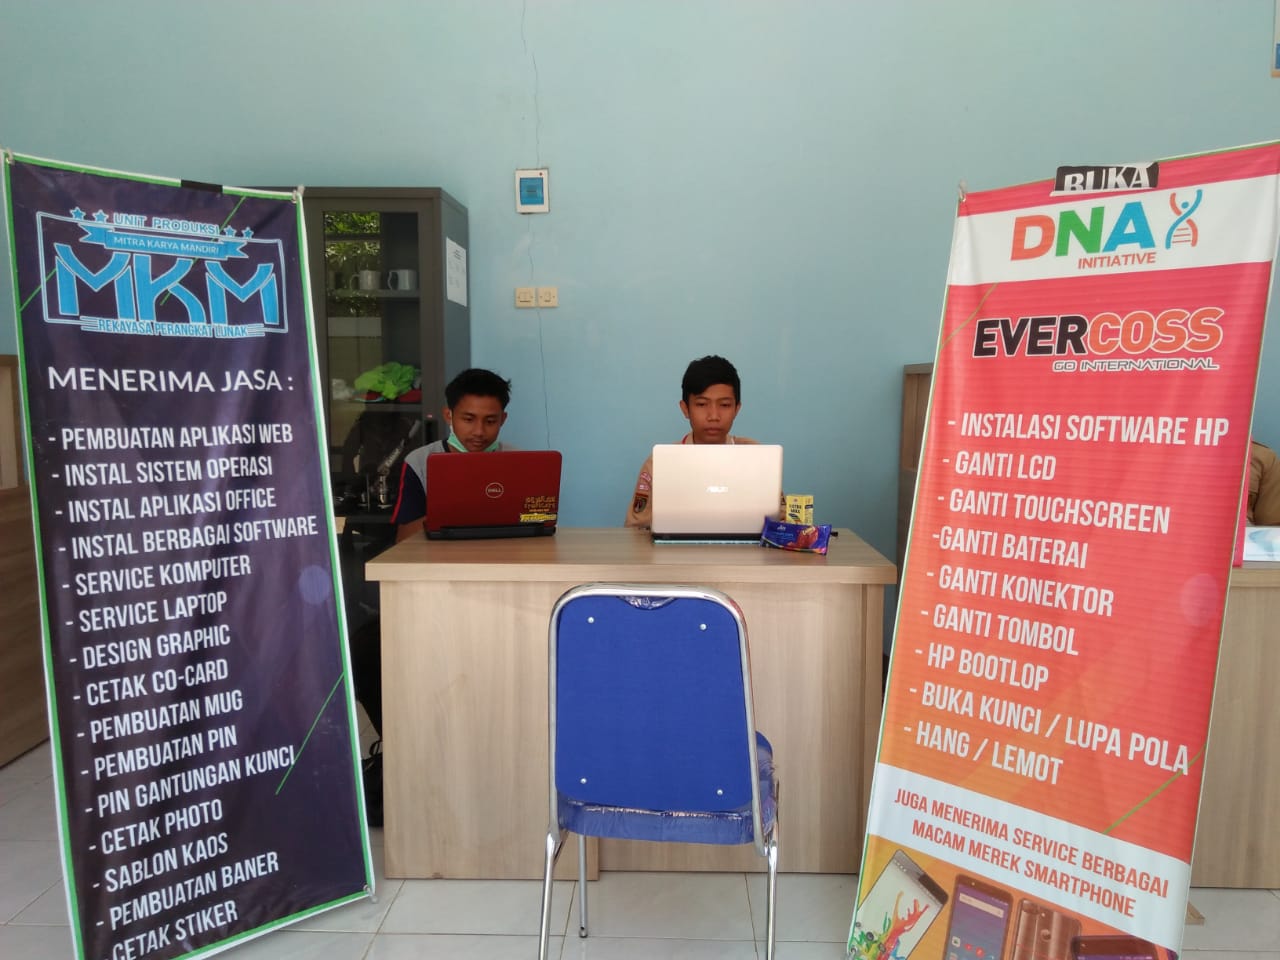 UNIT PRODUKSI
MITRA KARYA MANDIRI
MKM
REKAYASA PERANGKAT LUNAK
MENERIMA JASA :
- PEMBUATAN APLIKASI WEB
- INSTAL SISTEM OPERASI
- INSTAL APLIKASI OFFICE
- INSTAL BERBAGAI SOFTWARE
- SERVICE KOMPUTER
- SERVICE LAPTOP
- DESIGN GRAPHIC
- CETAK CO-CARD
- PEMBUATAN MUG
- PEMBUATAN PIN
- PIN GANTUNGAN KUNCI
- CETAK PHOTO
- SABLON KAOS
- PEMBUATAN BANER
- CETAK STIKER
DELL
ASUS
BUKA
DNA
INITIATIVE
EVERCOSS
GO INTERNATIONAL
- INSTALASI SOFTWARE HP
- GANTI LCD
- GANTI TOUCHSCREEN
- GANTI BATERAI
- GANTI KONEKTOR
- GANTI TOMBOL
- HP BOOTLOP
- BUKA KUNCI / LUPA POLA
- HANG / LEMOT
JUGA MENERIMA SERVICE BERBAGAI
MACAM MEREK SMARTPHONE